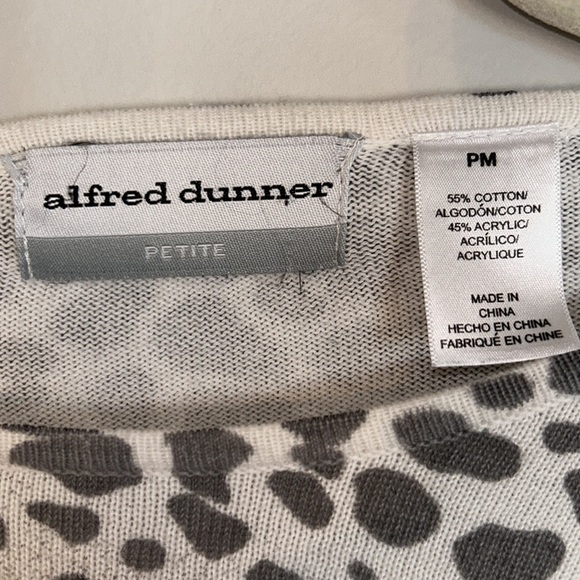 alfred dunner
PETITE
PM
55% COTTON/
ALGODÓN/COTON
45% ACRYLIC/
ACRÍLICO/
ACRYLIQUE
MADE IN
CHINA
HECHO EN CHINA
FABRIQUÉ EN CHINE